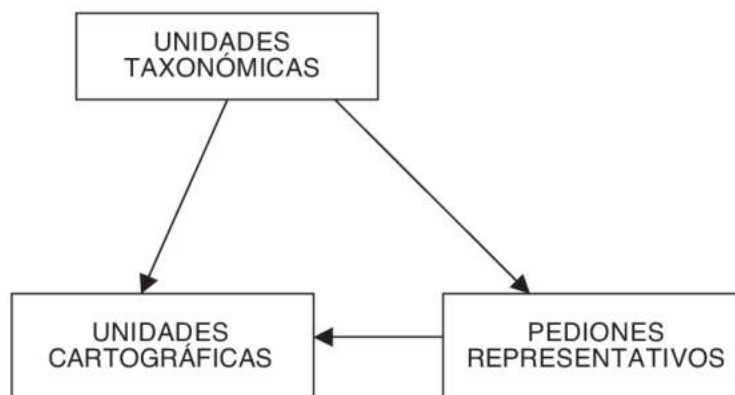 UNIDADES
TAXONÓMICAS
UNIDADES
CARTOGRÁFICAS
PEDIONES
REPRESENTATIVOS